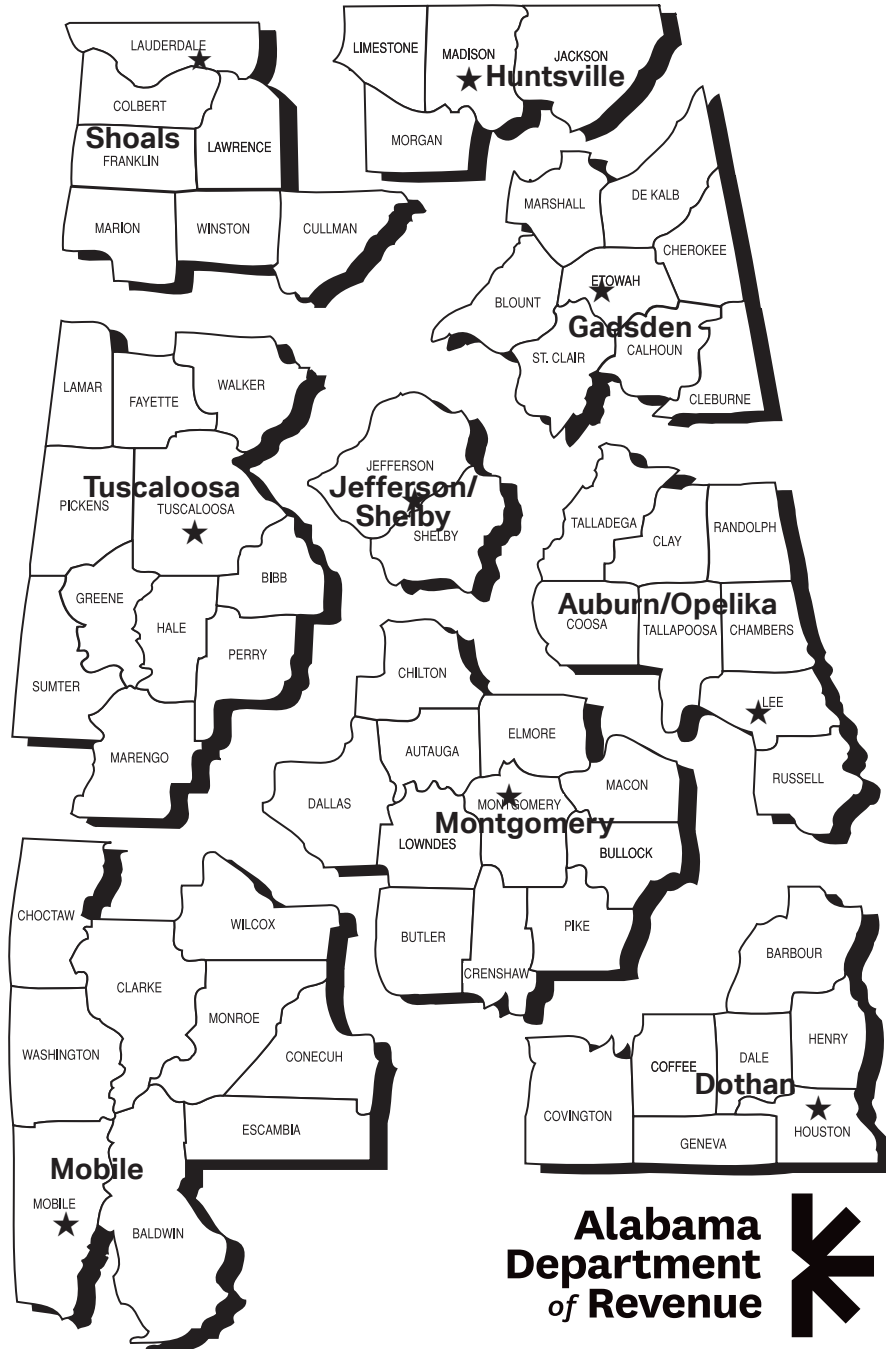 LAUDERDALE
COLBERT
Shoals
FRANKLIN
LAWRENCE
MARION
WINSTON
CULLMAN
LIMESTONE
MADISON
JACKSON
Huntsville
MORGAN
MARSHALL
DE KALB
CHEROKEE
ETOWAH
BLOUNT
Gadsden
ST. CLAIR
CALHOUN
CLEBURNE
LAMAR
FAYETTE
WALKER
Tuscaloosa
PICKENS
TUSCALOOSA
BIBB
GREENE
HALE
PERRY
SUMTER
MARENGO
JEFFERSON
Jefferson/
Shelby
SHELBY
TALLADEGA
CLAY
RANDOLPH
Auburn/Opelika
COOSA
TALLAPOOSA
CHAMBERS
LEE
RUSSELL
CHILTON
AUTAUGA
ELMORE
DALLAS
MONTGOMERY
MACON
Montgomery
LOWNDES
BULLOCK
BUTLER
CRENSHAW
PIKE
CHOCTAW
WILCOX
CLARKE
MONROE
WASHINGTON
CONECUH
ESCAMBIA
Mobile
MOBILE
BALDWIN
BARBOUR
HENRY
COFFEE
DALE
Dothan
COVINGTON
GENEVA
HOUSTON
Alabama
Department
of Revenue